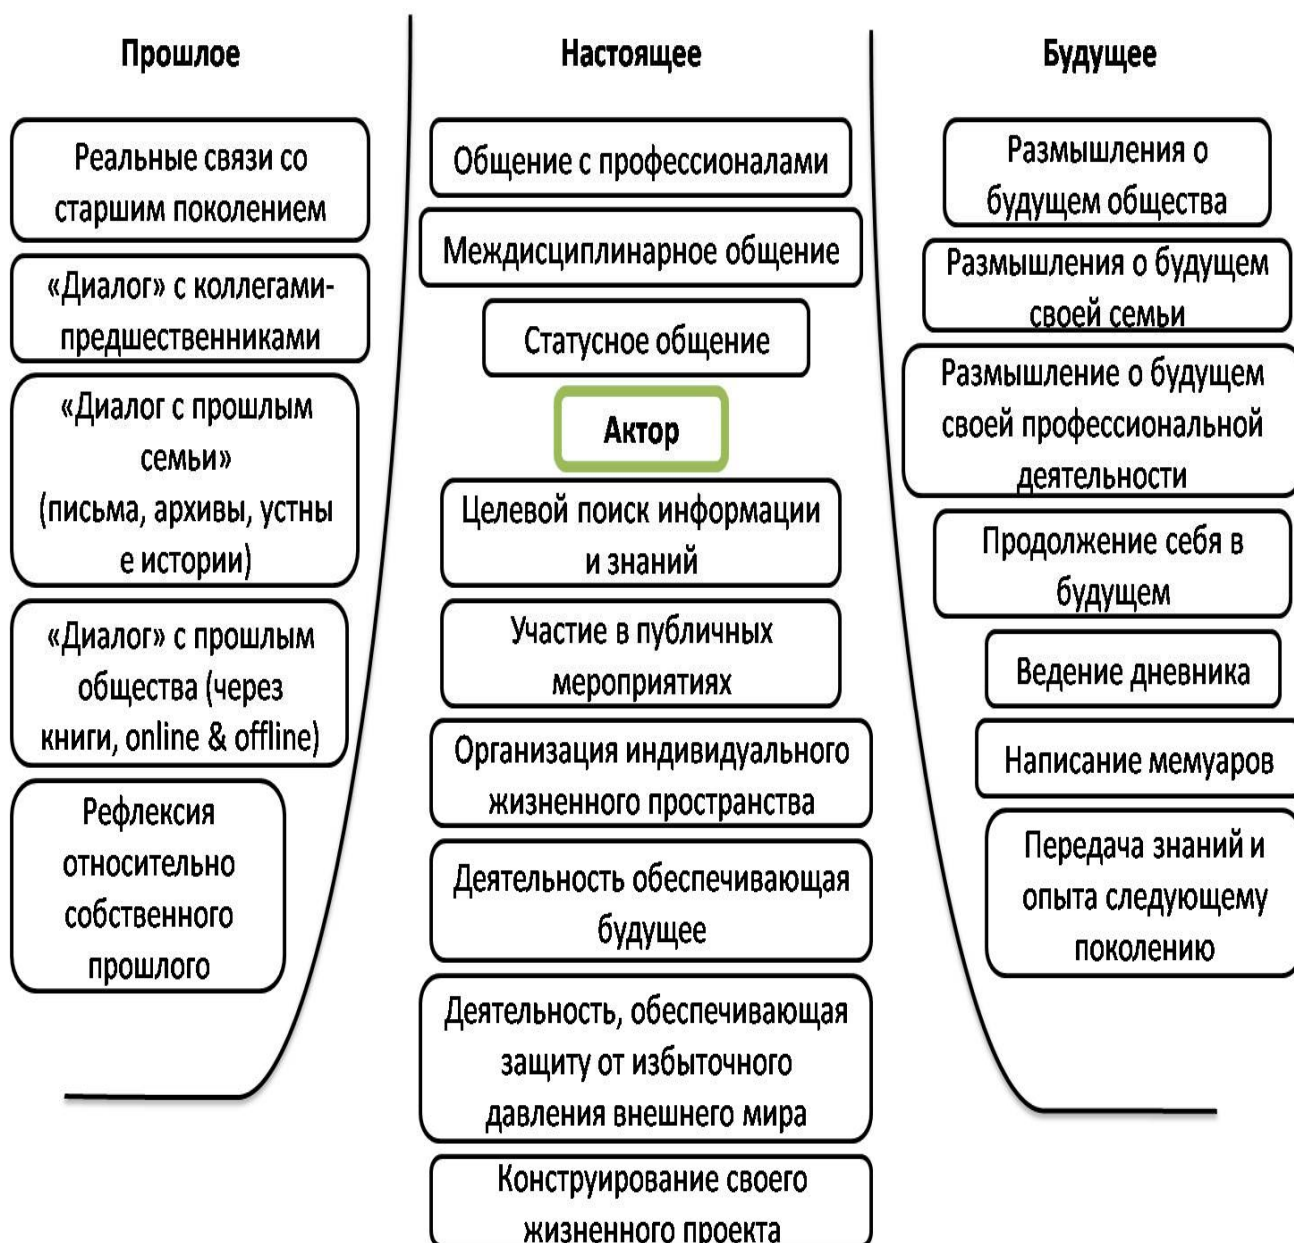 Прошлое
Реальные связи со
старшим поколением
«Диалог» с коллегами-
предшественниками
«Диалог с прошлым
семьи»
(письма, архивы, устны
е истории)
«Диалог» с прошлым
общества (через
книги, online & offline)
Рефлексия
относительно
собственного
прошлого
Настоящее
Общение с профессионалами
Междисциплинарное общение
Статусное общение
Актор
Целевой поиск информации
и знаний
Участие в публичных
мероприятиях
Организация индивидуального
жизненного пространства
Деятельность обеспечивающая
будущее
Деятельность, обеспечивающая
защиту от избыточного
давления внешнего мира
Конструирование своего
жизненного проекта
Будущее
Размышления о
будущем общества
Размышления о будущем
своей семьи
Размышление о будущем
своей профессиональной
деятельности
Продолжение себя в
будущем
Ведение дневника
Написание мемуаров
Передача знаний и
опыта следующему
поколению